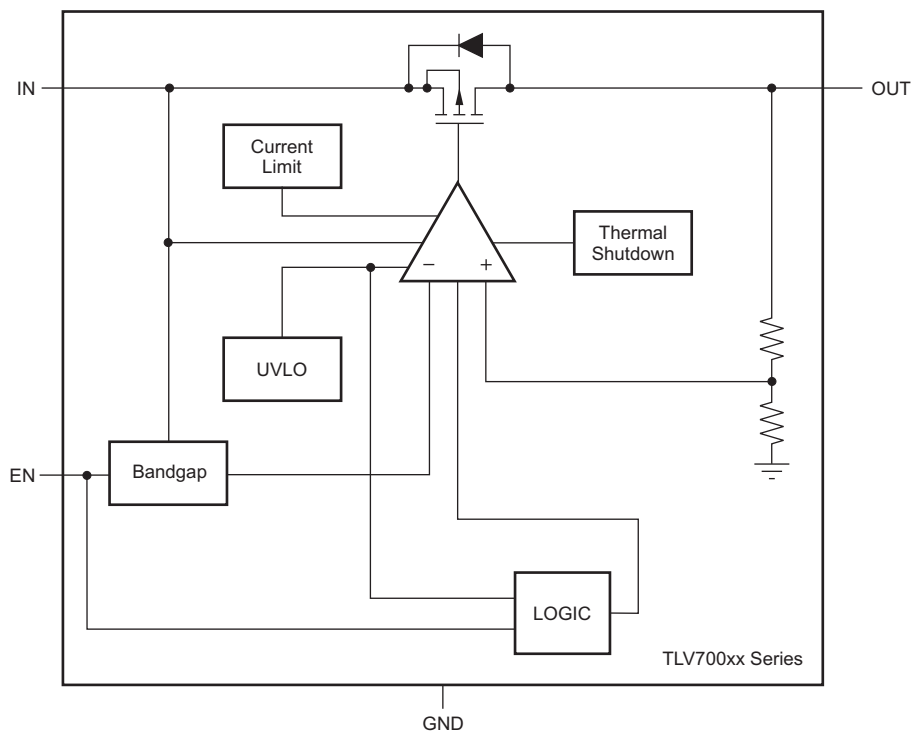 IN
OUT
Current
Limit
Thermal
Shutdown
− +
UVLO
EN
Bandgap
LOGIC
TLV700xx Series
GND